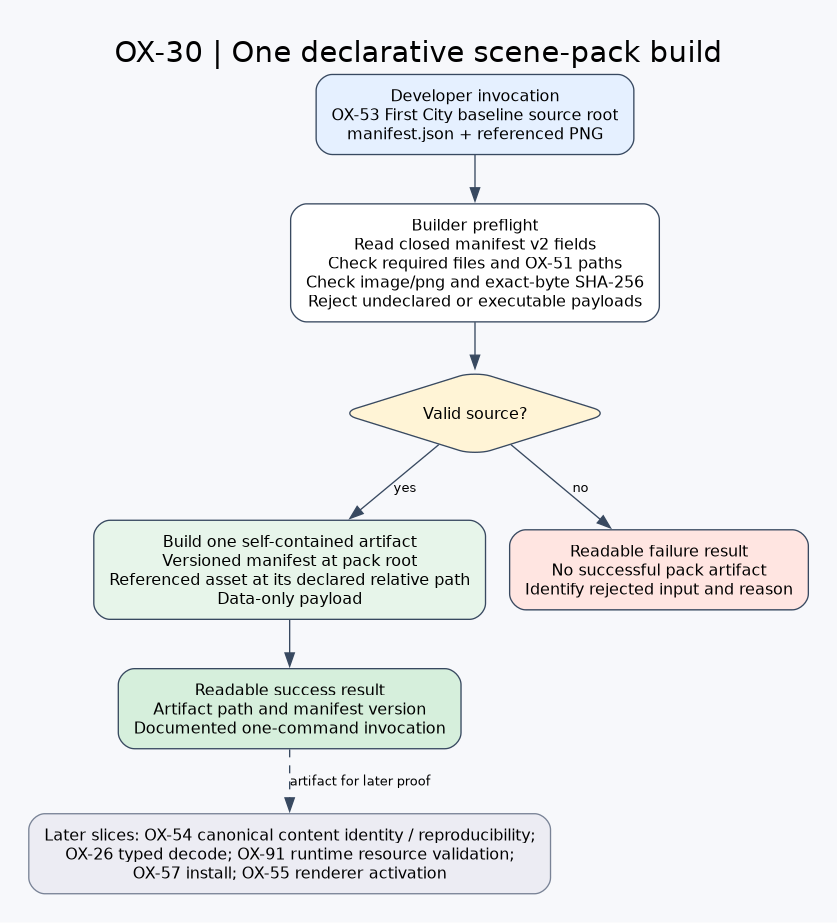 OX-30 | One declarative scene-pack build
Developer invocation
OX-53 First City baseline source root
manifest.json + referenced PNG
Builder preflight
Read closed manifest v2 fields
Check required files and OX-51 paths
Check image/png and exact-byte SHA-256
Reject undeclared or executable payloads
Valid source?
yes
no
Build one self-contained artifact
Versioned manifest at pack root
Referenced asset at its declared relative path
Data-only payload
Readable failure result
No successful pack artifact
Identify rejected input and reason
Readable success result
Artifact path and manifest version
Documented one-command invocation
artifact for later proof
Later slices: OX-54 canonical content identity / reproducibility;
OX-26 typed decode; OX-91 runtime resource validation;
OX-57 install; OX-55 renderer activation